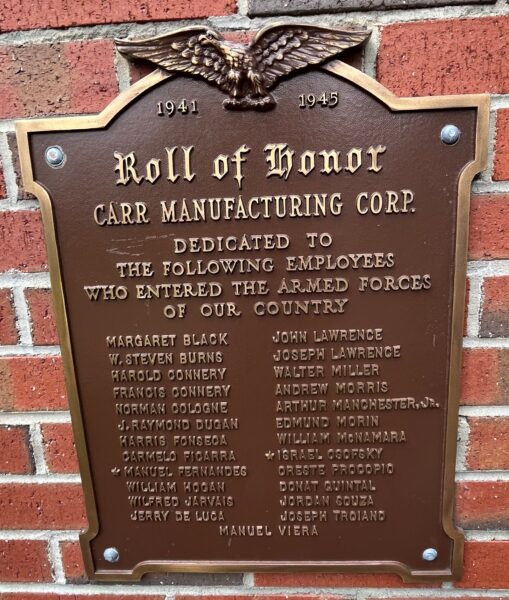 1941 1945
Roll of Honor
CARR MANUFACTURING CORP.
DEDICATED TO
THE FOLLOWING EMPLOYEES
WHO ENTERED THE ARMED FORCES
OF OUR COUNTRY
MARGARET BLACK
W. STEVEN BURNS
HAROLD CONNERY
FRANCIS CONNERY
NORMAN COLOGNE
J. RAYMOND DUGAN
HARRIS FONSECA
CARMELO FICARRA
* MANUEL FERNANDES
WILLIAM HOGAN
WILFRED JARVAIS
JERRY DE LUCA
JOHN LAWRENCE
JOSEPH LAWRENCE
WALTER MILLER
ANDREW MORRIS
ARTHUR MANCHESTER, JR.
EDMUND MORIN
WILLIAM McNAMARA
* ISRAEL OSOFSKY
ORESTE PROCOPIO
DONAT QUINTAL
JORDAN SOUZA
JOSEPH TROIANO
MANUEL VIERA